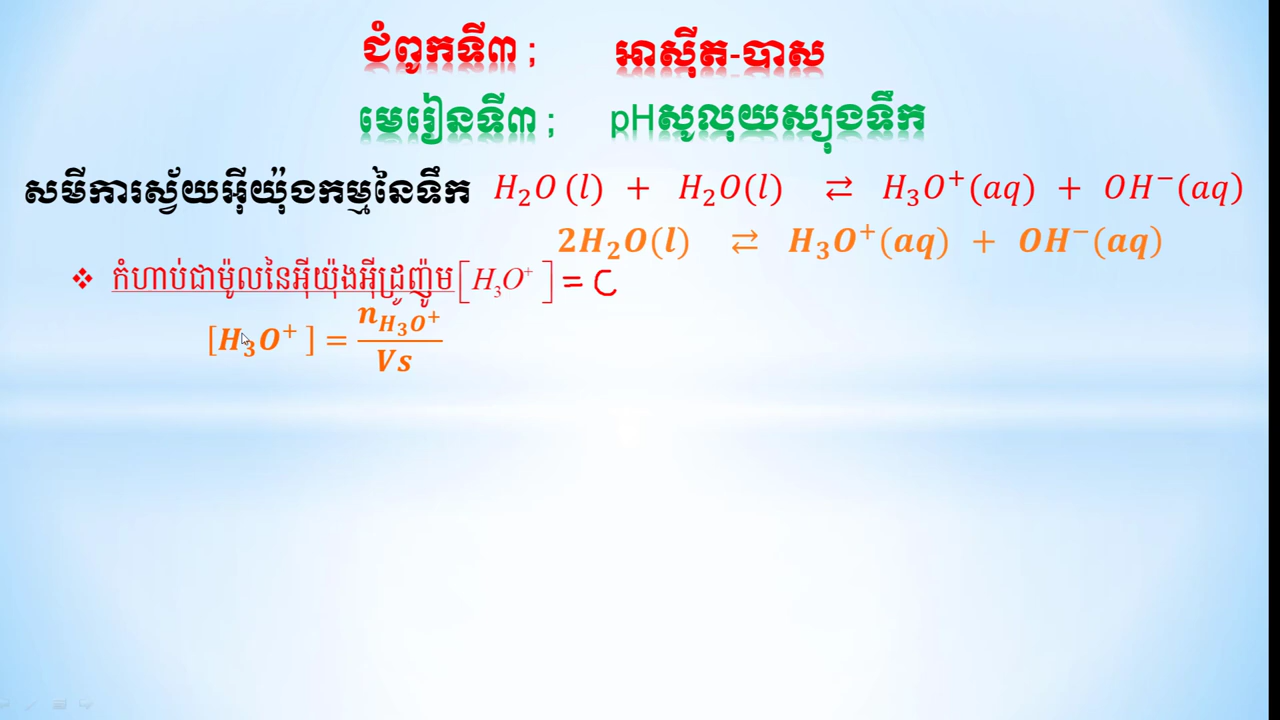 ជំពូកទី៣ ; អាស៊ីត-បាស
មេរៀនទី៣ ; pHសូលុយស្យុងទឹក
សមីការស្វ័យអ៊ីយ៉ុងកម្មនៃទឹក H₂O (l) + H₂O(l) ⇄ H₃O⁺(aq) + OH⁻(aq)
2H₂O(l) ⇄ H₃O⁺(aq) + OH⁻(aq)
❖ កំហាប់ជាម៉ូលនៃអ៊ីយ៉ុងអ៊ីដ្រូញ៉ូម[H₃O⁺] = C
[H₃O⁺] = n_{H₃O⁺} / Vs